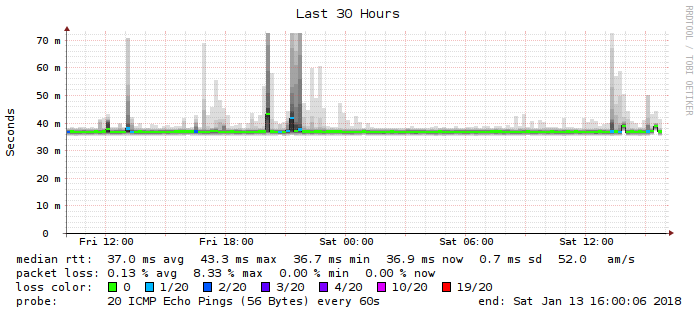 Last 30 Hours
RRDTOOL / TOBI OETIKER
Seconds
70 m
60 m
50 m
40 m
30 m
20 m
10 m
0
Fri 12:00 Fri 18:00 Sat 00:00 Sat 06:00 Sat 12:00
median rtt: 37.0 ms avg 43.3 ms max 36.7 ms min 36.9 ms now 0.7 ms sd 52.0 am/s
packet loss: 0.13 % avg 8.33 % max 0.00 % min 0.00 % now
loss color: 0 1/20 2/20 3/20 4/20 10/20 19/20
probe: 20 ICMP Echo Pings (56 Bytes) every 60s end: Sat Jan 13 16:00:06 2018